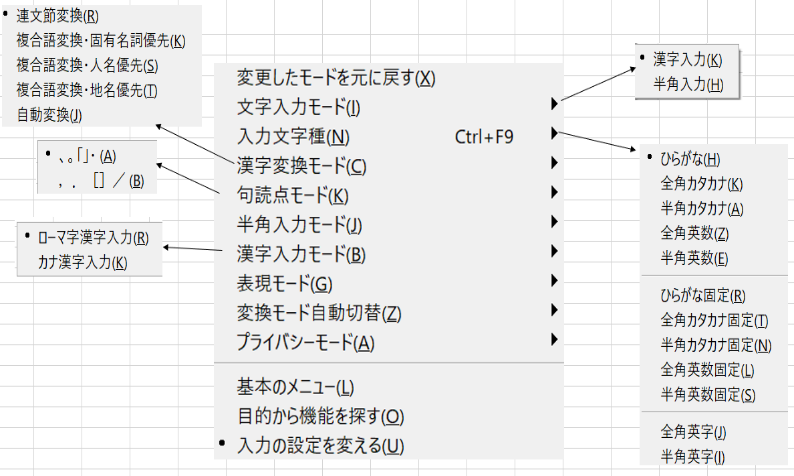 • 連文節変換(R)
複合語変換・固有名詞優先(K)
複合語変換・人名優先(S)
複合語変換・地名優先(T)
自動変換(J)
• 、。「」・(A)
，．［］／(B)
• ローマ字漢字入力(R)
カナ漢字入力(K)
変更したモードを元に戻す(X)
文字入力モード(I)
入力文字種(N) Ctrl+F9
漢字変換モード(C)
句読点モード(K)
半角入力モード(J)
漢字入力モード(B)
表現モード(G)
変換モード自動切替(Z)
プライバシーモード(A)
基本のメニュー(L)
目的から機能を探す(O)
• 入力の設定を変える(U)
• 漢字入力(K)
半角入力(H)
• ひらがな(H)
全角カタカナ(K)
半角カタカナ(A)
全角英数(Z)
半角英数(E)
ひらがな固定(R)
全角カタカナ固定(T)
半角カタカナ固定(N)
全角英数固定(L)
半角英数固定(S)
全角英字(J)
半角英字(I)